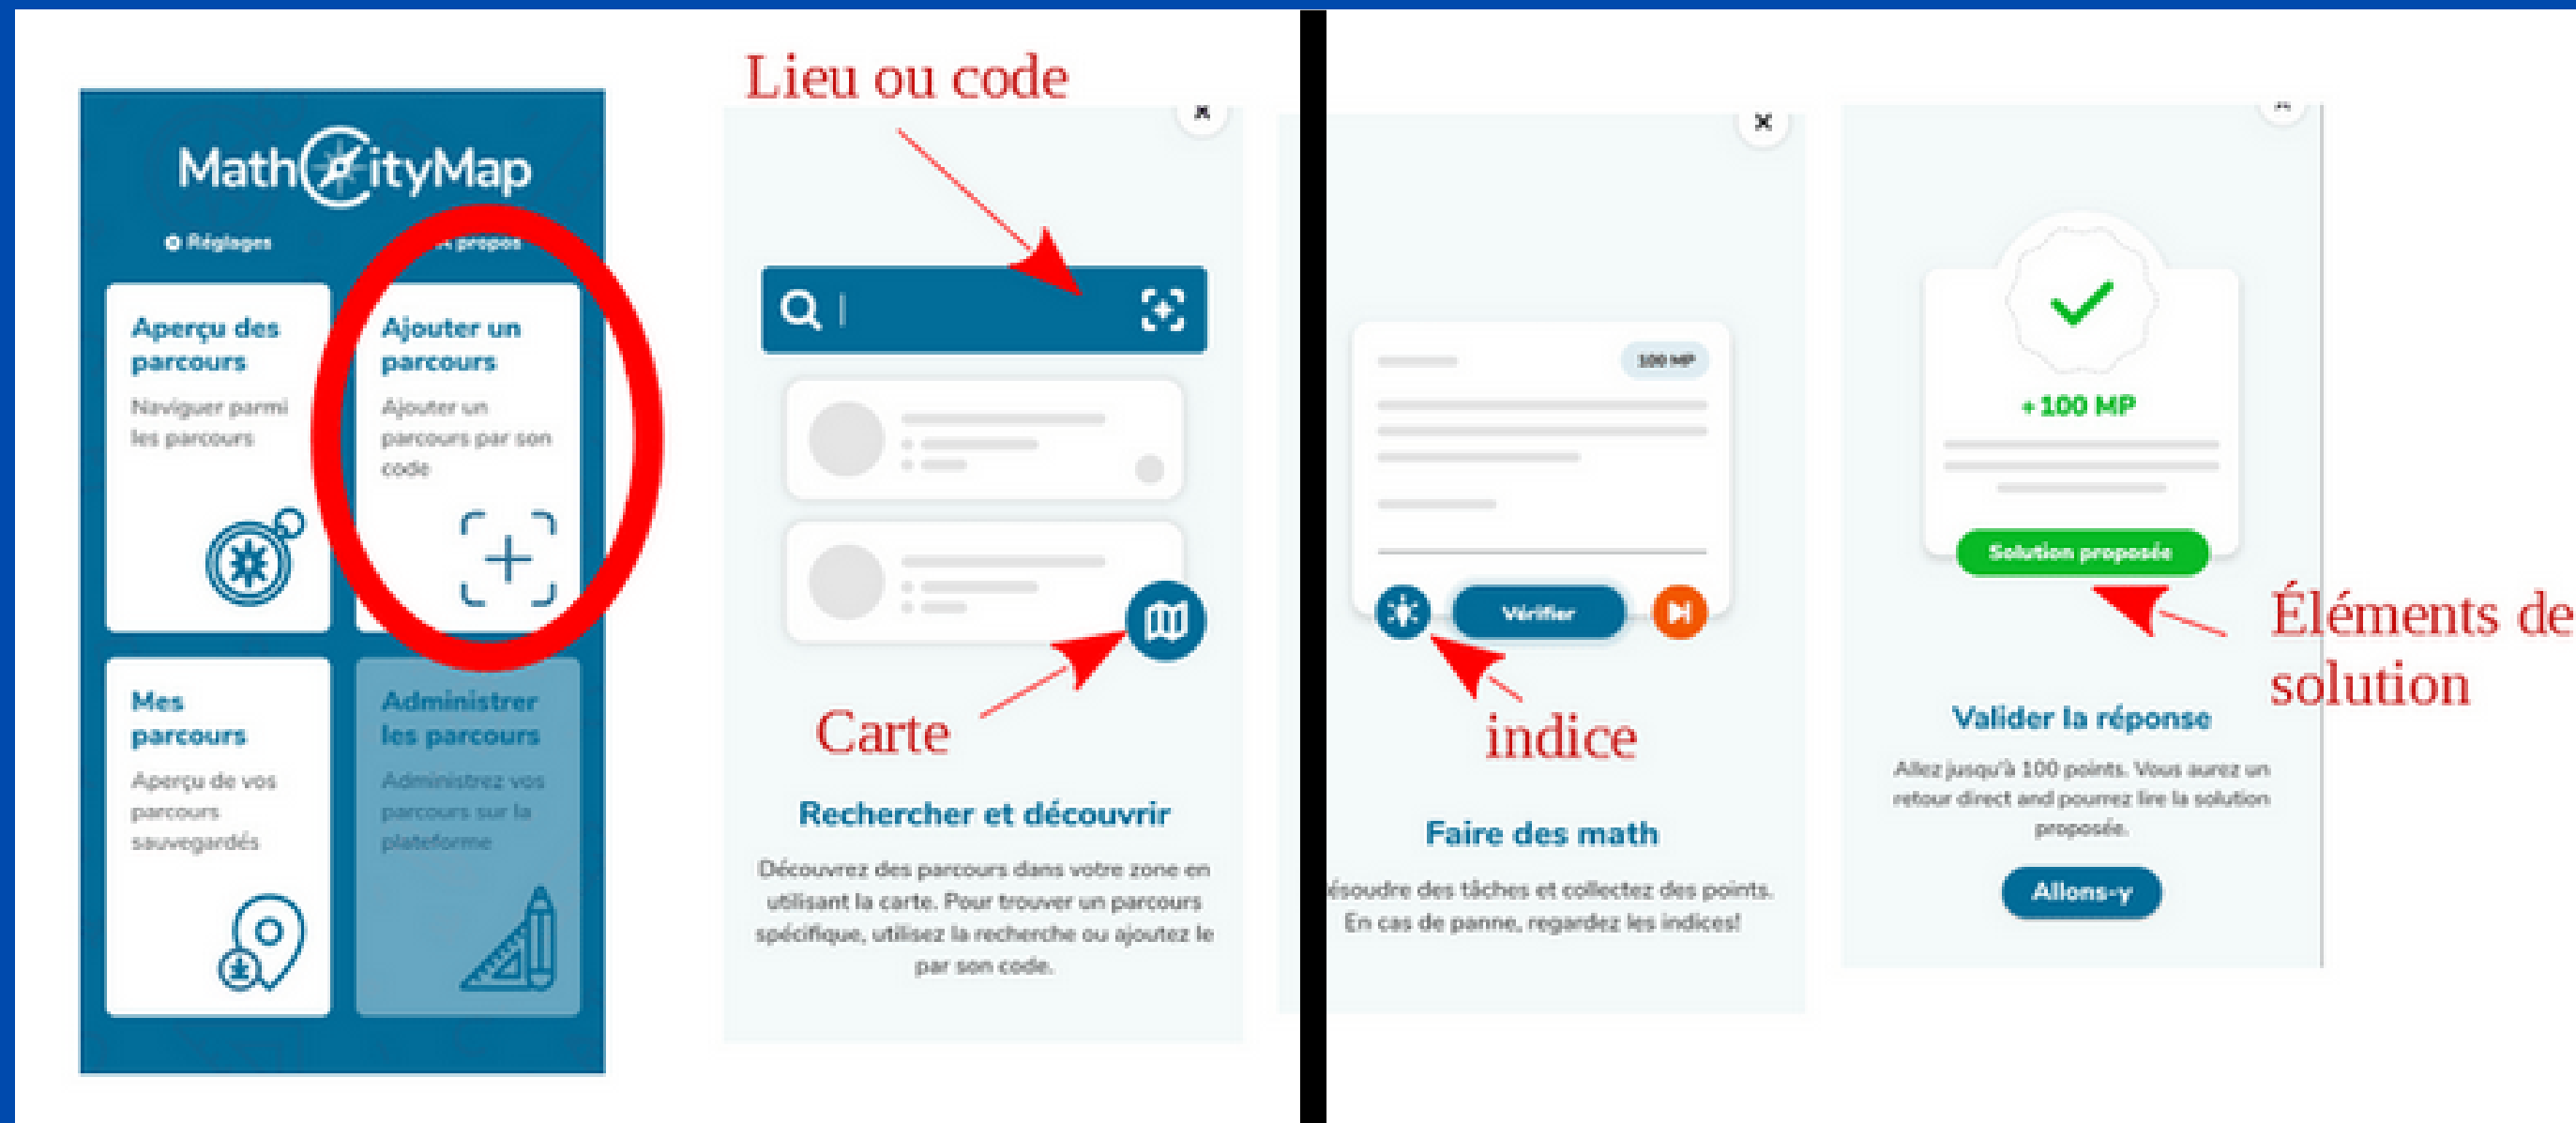 MathCityMap
Réglages
À propos
Aperçu des
parcours
Naviguer parmi
les parcours
Ajouter un
parcours
Ajouter un
parcours par son
code
Mes
parcours
Aperçu de vos
parcours
sauvegardés
Administrer
les parcours
Administrez vos
parcours sur la
plateforme
Lieu ou code
Carte
Rechercher et découvrir
Découvrez des parcours dans votre zone en
utilisant la carte. Pour trouver un parcours
spécifique, utilisez la recherche ou ajoutez le
par son code.
100 MP
Vérifier
indice
Faire des math
ésoudre des tâches et collectez des points.
En cas de panne, regardez les indices!
+100 MP
Solution proposée
Éléments de
solution
Valider la réponse
Allez jusqu'à 100 points. Vous aurez un
retour direct and pourrez lire la solution
proposée.
Allons-y